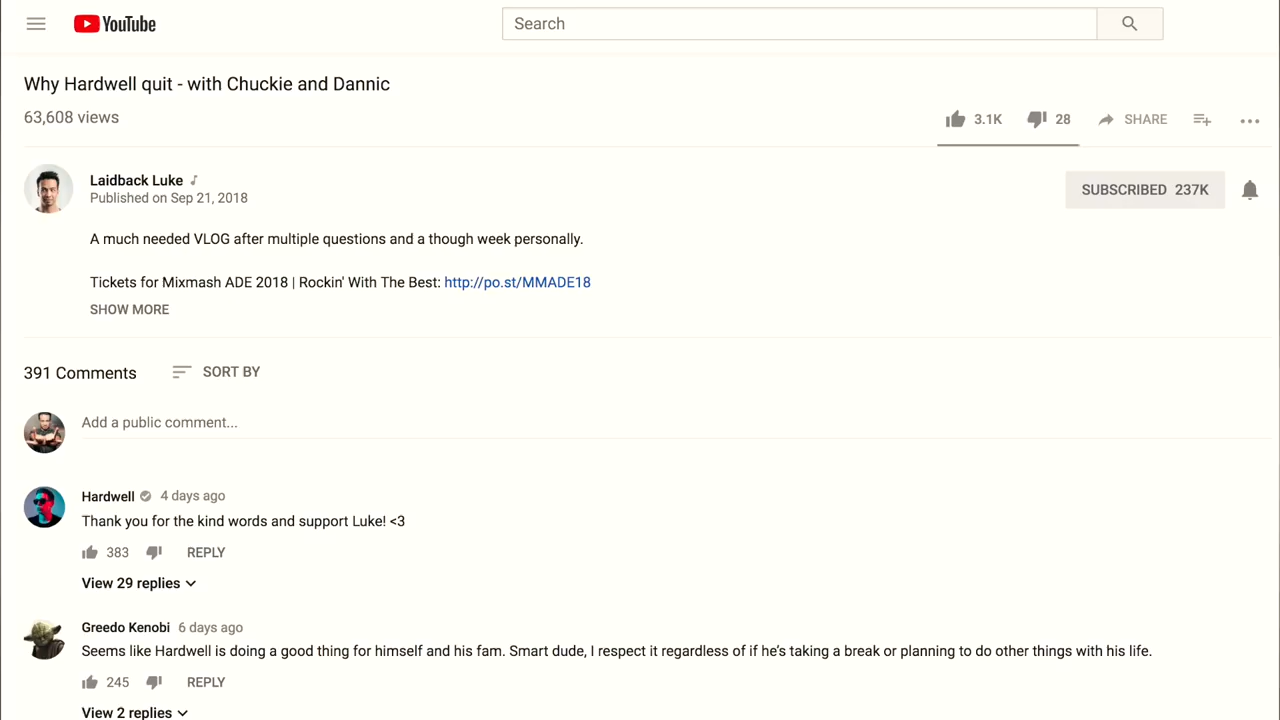 YouTube
Search
Why Hardwell quit - with Chuckie and Dannic
63,608 views
3.1K 28 SHARE
Laidback Luke
Published on Sep 21, 2018
SUBSCRIBED 237K
A much needed VLOG after multiple questions and a though week personally.
Tickets for Mixmash ADE 2018 | Rockin' With The Best: http://po.st/MMADE18
SHOW MORE
391 Comments SORT BY
Add a public comment...
Hardwell 4 days ago
Thank you for the kind words and support Luke! <3
383 REPLY
View 29 replies
Greedo Kenobi 6 days ago
Seems like Hardwell is doing a good thing for himself and his fam. Smart dude, I respect it regardless of if he's taking a break or planning to do other things with his life.
245 REPLY
View 2 replies